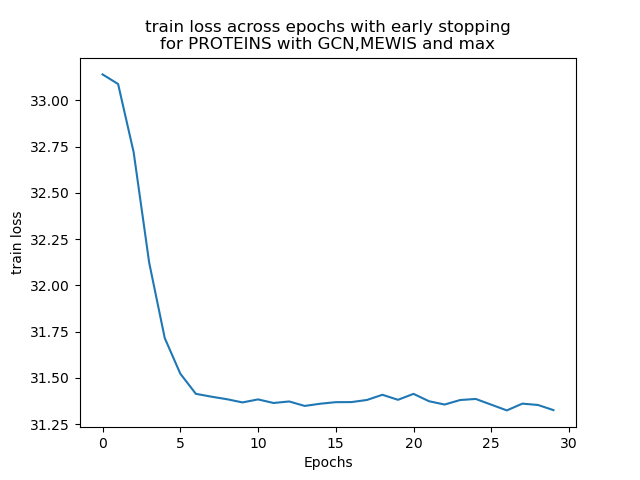 train loss across epochs with early stopping
for PROTEINS with GCN,MEWIS and max
33.00
32.75
32.50
32.25
32.00
31.75
31.50
31.25
train loss
0 5 10 15 20 25 30
Epochs